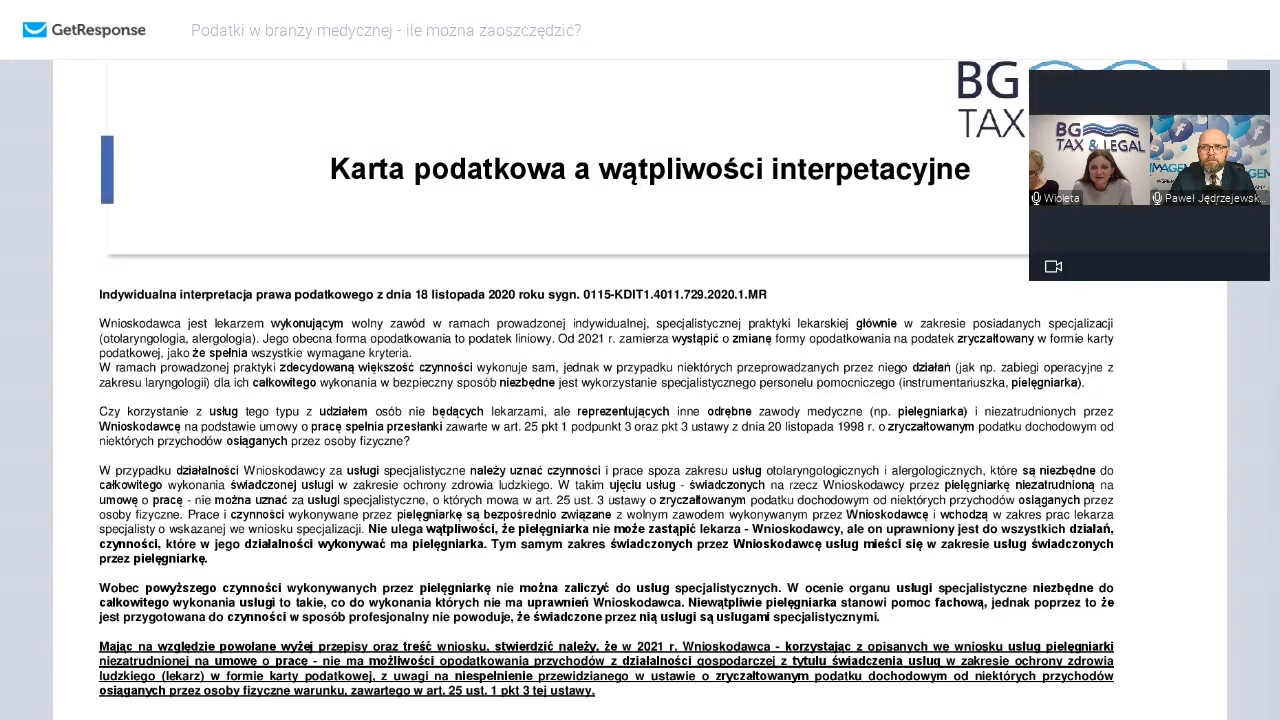 GetResponse
Podatki w branży medycznej - ile można zaoszczędzić?
BG
TAX
Karta podatkowa a wątpliwości interpetacyjne
BG
TAX & LEGAL
IMAGEM
Wioleta
Paweł Jędrzejewsk...
Indywidualna interpretacja prawa podatkowego z dnia 18 listopada 2020 roku sygn. 0115-KDIT1.4011.729.2020.1.MR
Wnioskodawca jest lekarzem wykonującym wolny zawód w ramach prowadzonej indywidualnej, specjalistycznej praktyki lekarskiej głównie w zakresie posiadanych specjalizacji
(otolaryngologia, alergologia). Jego obecna forma opodatkowania to podatek liniowy. Od 2021 r. zamierza wystąpić o zmianę formy opodatkowania na podatek zryczałtowany w formie karty
podatkowej, jako że spełnia wszystkie wymagane kryteria.
W ramach prowadzonej praktyki zdecydowaną większość czynności wykonuje sam, jednak w przypadku niektórych przeprowadzanych przez niego działań (jak np. zabiegi operacyjne z
zakresu laryngologii) dla ich całkowitego wykonania w bezpieczny sposób niezbędne jest wykorzystanie specjalistycznego personelu pomocniczego (instrumentariuszka, pielęgniarka).
Czy korzystanie z usług tego typu z udziałem osób nie będących lekarzami, ale reprezentujących inne odrębne zawody medyczne (np. pielęgniarka) i niezatrudnionych przez
Wnioskodawcę na podstawie umowy o pracę spełnia przesłanki zawarte w art. 25 pkt 1 podpunkt 3 oraz pkt 3 ustawy z dnia 20 listopada 1998 r. o zryczałtowanym podatku dochodowym od
niektórych przychodów osiąganych przez osoby fizyczne?
W przypadku działalności Wnioskodawcy za usługi specjalistyczne należy uznać czynności i prace spoza zakresu usług otolaryngologicznych i alergologicznych, które są niezbędne do
całkowitego wykonania świadczonej usługi w zakresie ochrony zdrowia ludzkiego. W takim ujęciu usług - świadczonych na rzecz Wnioskodawcy przez pielęgniarkę niezatrudnioną na
umowę o pracę - nie można uznać za usługi specjalistyczne, o których mowa w art. 25 ust. 3 ustawy o zryczałtowanym podatku dochodowym od niektórych przychodów osiąganych przez
osoby fizyczne. Prace i czynności wykonywane przez pielęgniarkę są bezpośrednio związane z wolnym zawodem wykonywanym przez Wnioskodawcę i wchodzą w zakres prac lekarza
specjalisty o wskazanej we wniosku specjalizacji. Nie ulega wątpliwości, że pielęgniarka nie może zastąpić lekarza - Wnioskodawcy, ale on uprawniony jest do wszystkich działań,
czynności, które w jego działalności wykonywać ma pielęgniarka. Tym samym zakres świadczonych przez Wnioskodawcę usług mieści się w zakresie usług świadczonych
przez pielęgniarkę.
Wobec powyższego czynności wykonywanych przez pielęgniarkę nie można zaliczyć do usług specjalistycznych. W ocenie organu usługi specjalistyczne niezbędne do
całkowitego wykonania usługi to takie, co do wykonania których nie ma uprawnień Wnioskodawca. Niewątpliwie pielęgniarka stanowi pomoc fachową, jednak poprzez to że
jest przygotowana do czynności w sposób profesjonalny nie powoduje, że świadczone przez nią usługi są usługami specjalistycznymi.
Mając na względzie powołane wyżej przepisy oraz treść wniosku, stwierdzić należy, że w 2021 r. Wnioskodawca - korzystając z opisanych we wniosku usług pielęgniarki
niezatrudnionej na umowę o pracę - nie ma możliwości opodatkowania przychodów z działalności gospodarczej z tytułu świadczenia usług w zakresie ochrony zdrowia
ludzkiego (lekarz) w formie karty podatkowej, z uwagi na niespełnienie przewidzianego w ustawie o zryczałtowanym podatku dochodowym od niektórych przychodów
osiąganych przez osoby fizyczne warunku, zawartego w art. 25 ust. 1 pkt 3 tej ustawy.